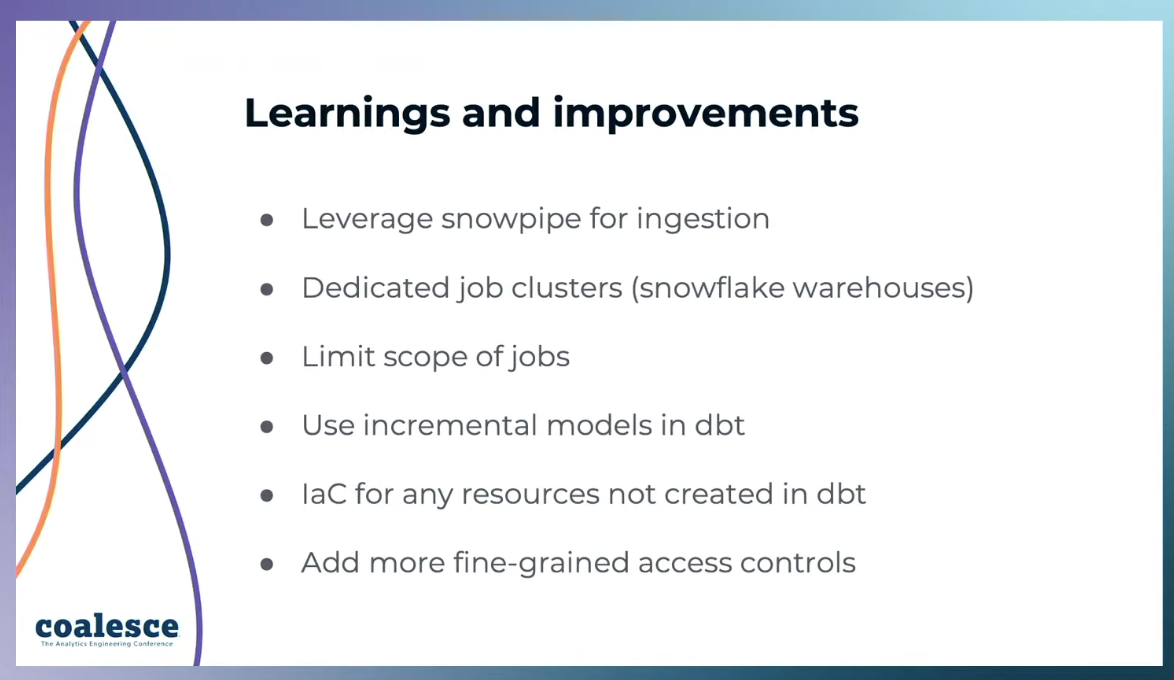 Learnings and improvements
● Leverage snowpipe for ingestion
● Dedicated job clusters (snowflake warehouses)
● Limit scope of jobs
● Use incremental models in dbt
● IaC for any resources not created in dbt
● Add more fine-grained access controls
coalesce
The Analytics Engineering Conference